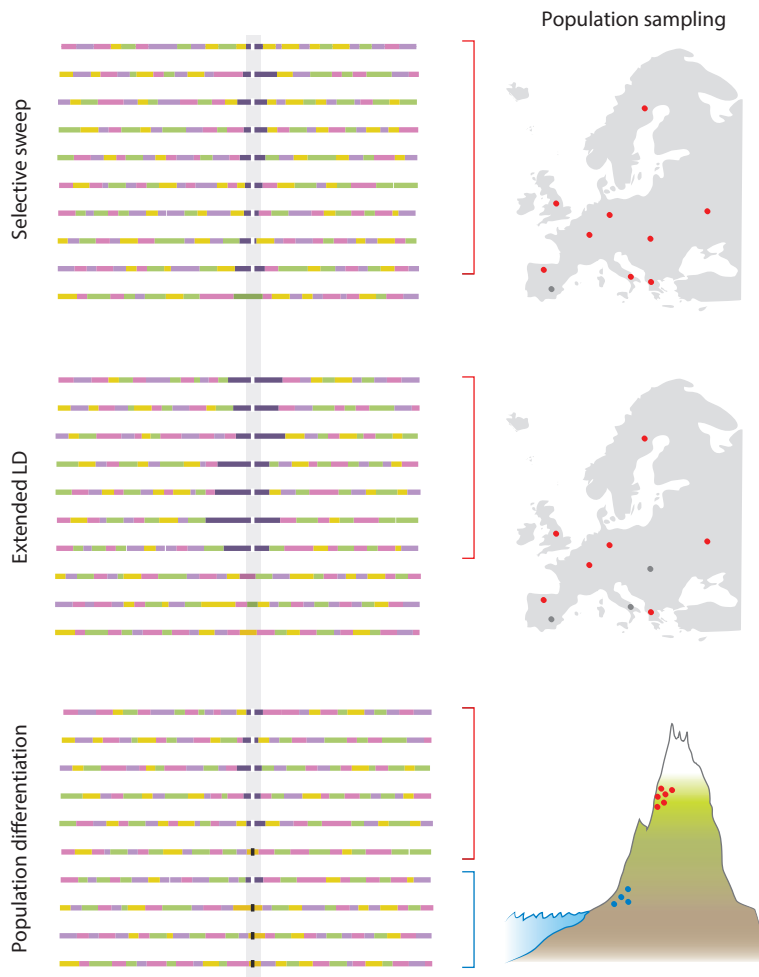 Population sampling
Selective sweep
Extended LD
Population differentiation